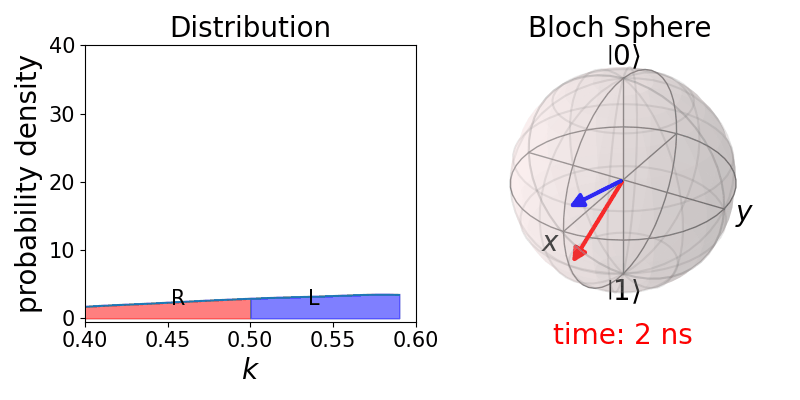 Distribution
probability density
40
30
20
10
0
R
L
0.40
0.45
0.50
0.55
0.60
k
Bloch Sphere
|0⟩
x
y
|1⟩
time: 2 ns